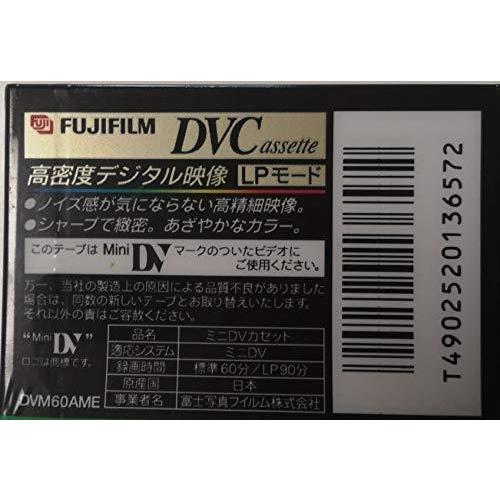 FUJI FUJIFILM DVCassette
高密度デジタル映像 LPモード
●ノイズ感が気にならない高精細映像。
●シャープで緻密。あざやかなカラー。
このテープは Mini DV マークのついたビデオに
ご使用ください。
万一、当社の製造上の原因による品質不良がありました
場合は、同数の新しいテープとお取り替えいたします。
それ以外の責はご容赦ください。
"Mini DV"
ロゴは商標です。
品名 ミニDVカセット
適応システム ミニDV
録画時間 標準60分/LP90分
原産国 日本
事業者名 富士写真フイルム株式会社
DVM60AME
T4902520136572